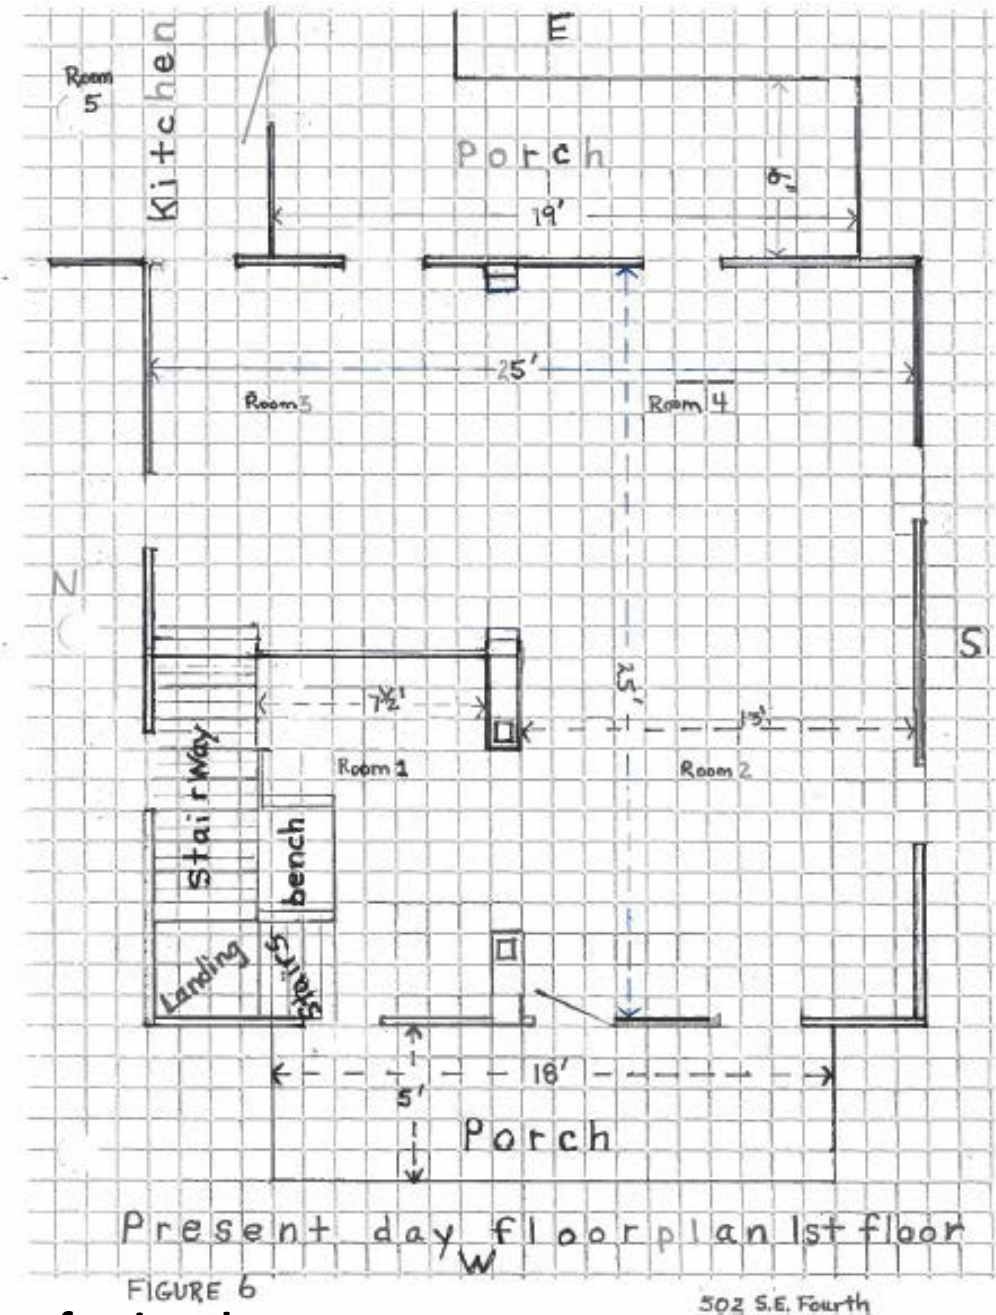 E
Room
5
Kitchen
Porch
6'
19'
25'
Room 3
Room 4
N
S
25'
7½'
13'
Room 1
Room 2
Stairway
bench
Landing
Stairs
18'
5'
Porch
Present day floorplan 1st floor
W
FIGURE 6
502 S.E. Fourth